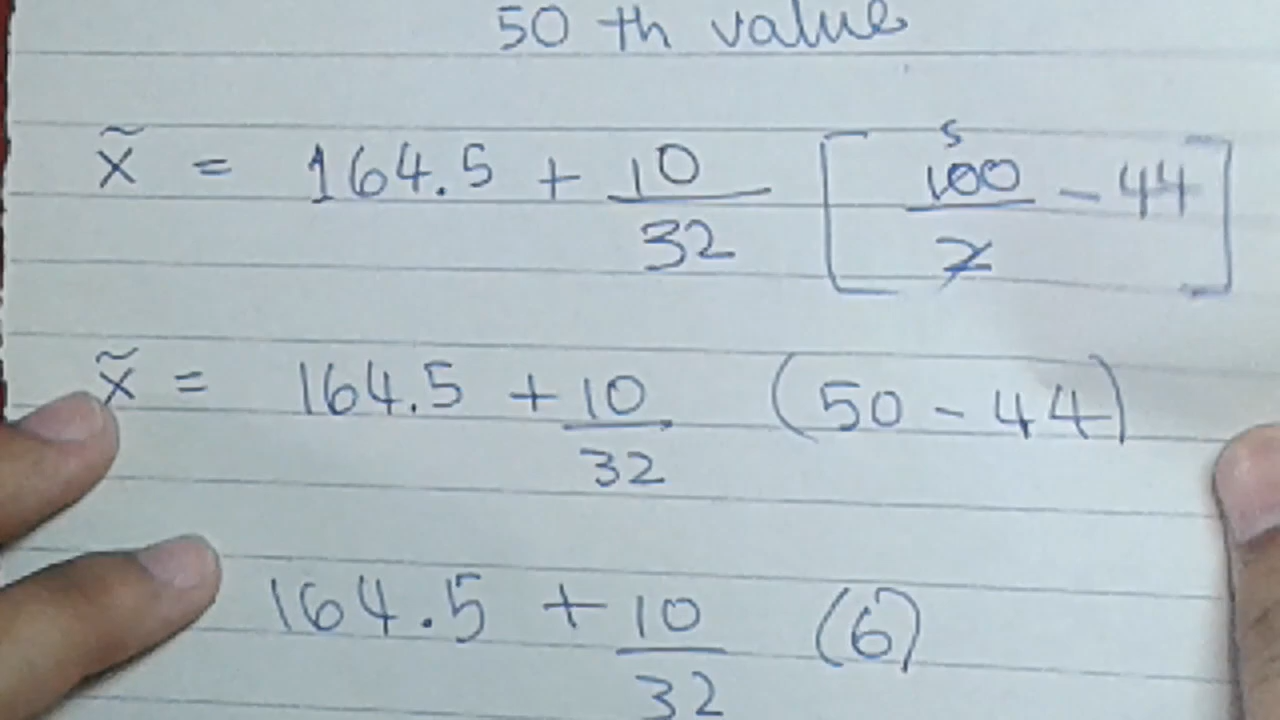 50 th value
x̃ = 164.5 + 10/32 [ 5 100/2 - 44 ]
x̃ = 164.5 + 10/32 (50 - 44)
164.5 + 10/32 (6)